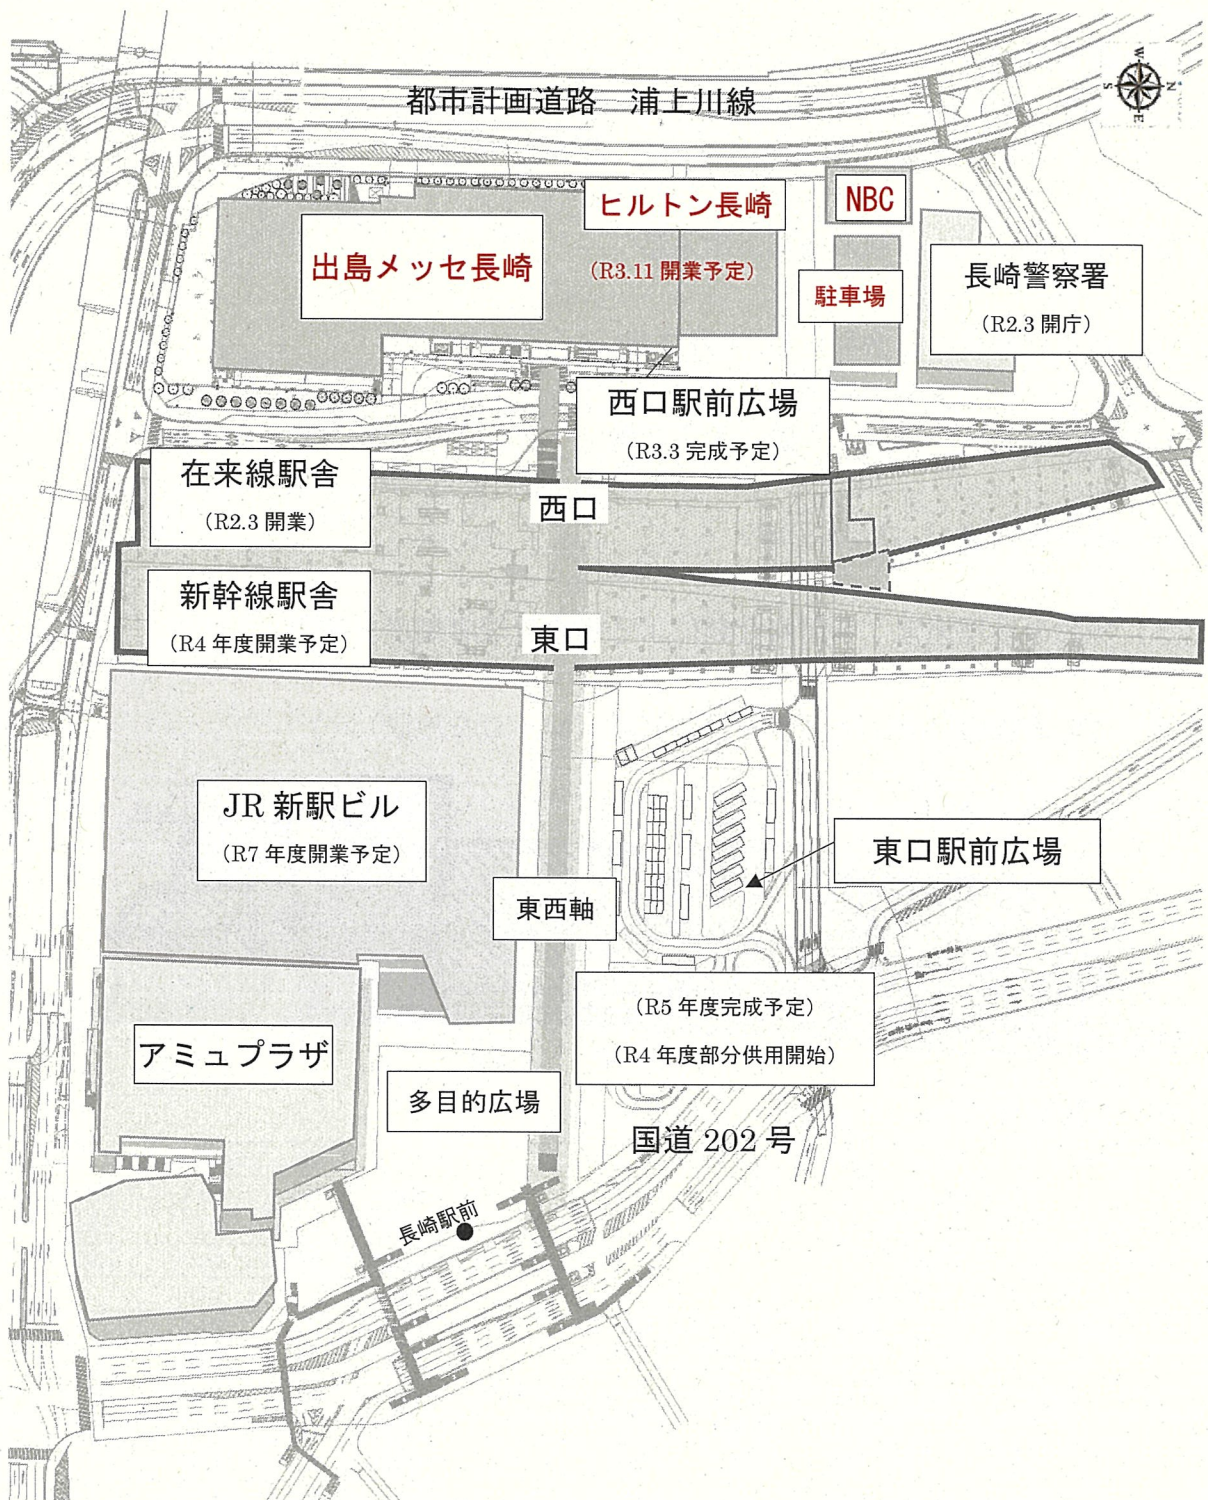 都市計画道路 浦上川線
W
N
S
E
ヒルトン長崎
(R3.11 開業予定)
NBC
出島メッセ長崎
駐車場
長崎警察署
(R2.3 開庁)
西口駅前広場
(R3.3 完成予定)
在来線駅舎
(R2.3 開業)
西口
新幹線駅舎
(R4 年度開業予定)
東口
JR 新駅ビル
(R7 年度開業予定)
東口駅前広場
東西軸
(R5 年度完成予定)
(R4 年度部分供用開始)
アミュプラザ
多目的広場
国道 202 号
長崎駅前